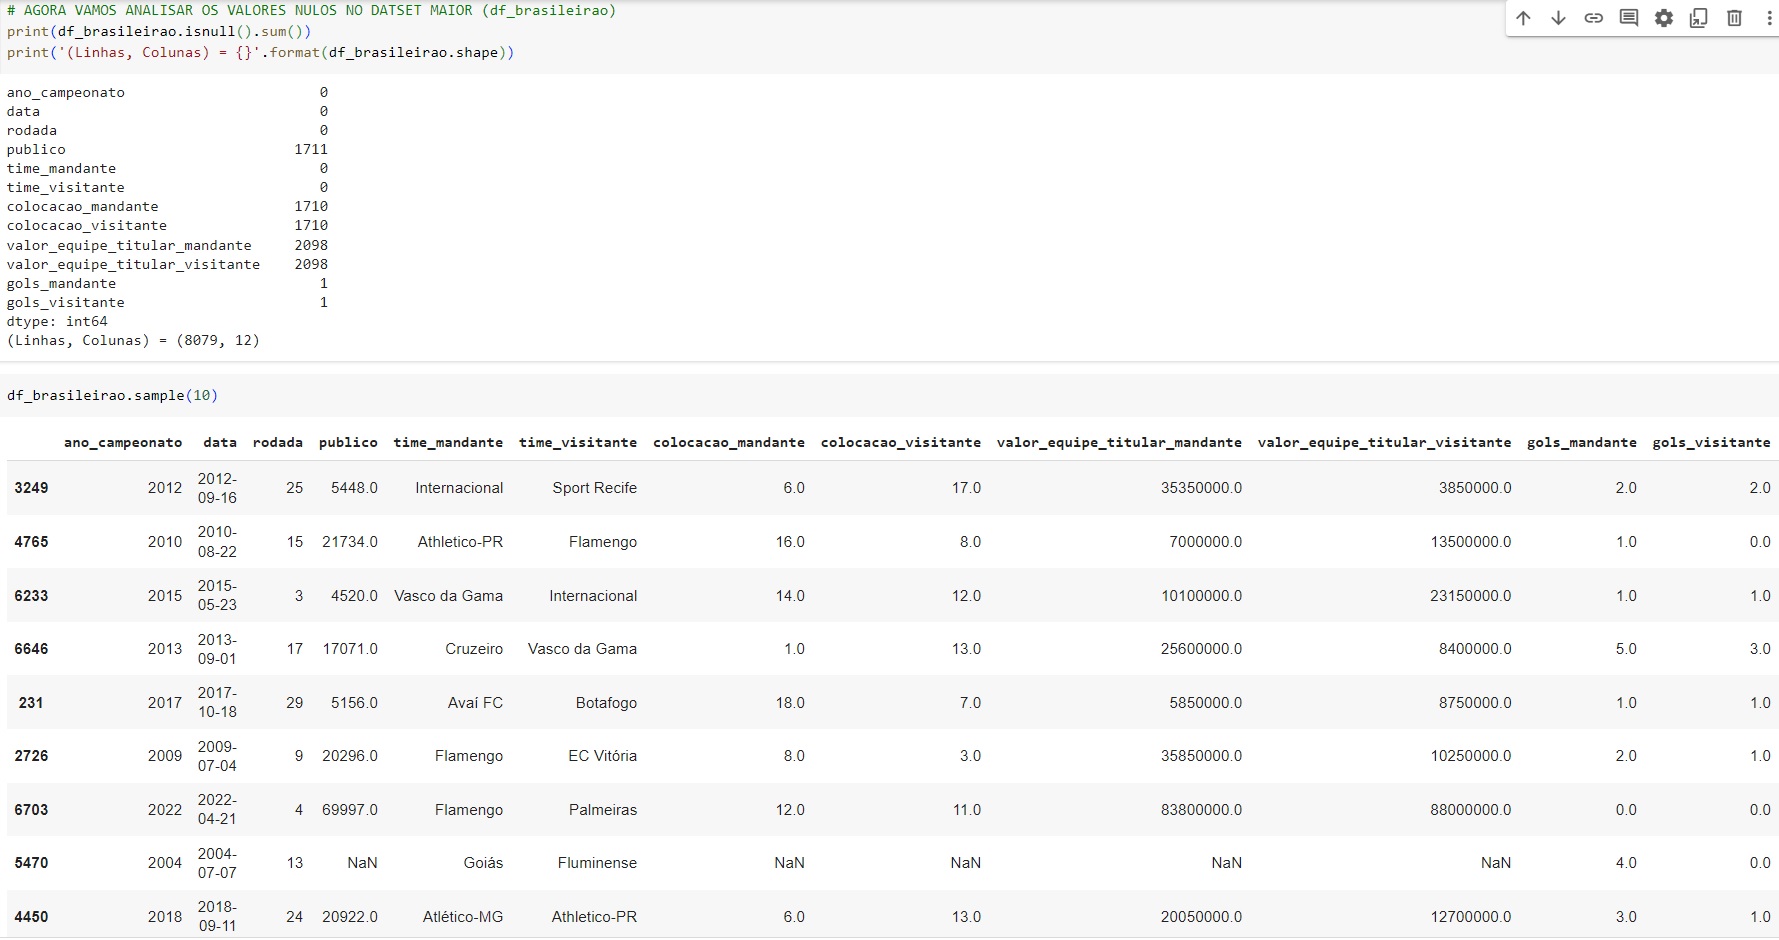 # AGORA VAMOS ANALISAR OS VALORES NULOS NO DATSET MAIOR (df_brasileirao)
print(df_brasileirao.isnull().sum())
print('(Linhas, Colunas) = {}'.format(df_brasileirao.shape))
ano_campeonato 0
data 0
rodada 0
publico 1711
time_mandante 0
time_visitante 0
colocacao_mandante 1710
colocacao_visitante 1710
valor_equipe_titular_mandante 2098
valor_equipe_titular_visitante 2098
gols_mandante 1
gols_visitante 1
dtype: int64
(Linhas, Colunas) = (8079, 12)
df_brasileirao.sample(10)
ano_campeonato data rodada publico time_mandante time_visitante colocacao_mandante colocacao_visitante valor_equipe_titular_mandante valor_equipe_titular_visitante gols_mandante gols_visitante
3249 2012 2012-09-16 25 5448.0 Internacional Sport Recife 6.0 17.0 35350000.0 3850000.0 2.0 2.0
4765 2010 2010-08-22 15 21734.0 Athletico-PR Flamengo 16.0 8.0 7000000.0 13500000.0 1.0 0.0
6233 2015 2015-05-23 3 4520.0 Vasco da Gama Internacional 14.0 12.0 10100000.0 23150000.0 1.0 1.0
6646 2013 2013-09-01 17 17071.0 Cruzeiro Vasco da Gama 1.0 13.0 25600000.0 8400000.0 5.0 3.0
231 2017 2017-10-18 29 5156.0 Avaí FC Botafogo 18.0 7.0 5850000.0 8750000.0 1.0 1.0
2726 2009 2009-07-04 9 20296.0 Flamengo EC Vitória 8.0 3.0 35850000.0 10250000.0 2.0 1.0
6703 2022 2022-04-21 4 69997.0 Flamengo Palmeiras 12.0 11.0 83800000.0 88000000.0 0.0 0.0
5470 2004 2004-07-07 13 NaN Goiás Fluminense NaN NaN NaN NaN 4.0 0.0
4450 2018 2018-09-11 24 20922.0 Atlético-MG Athletico-PR 6.0 13.0 20050000.0 12700000.0 3.0 1.0